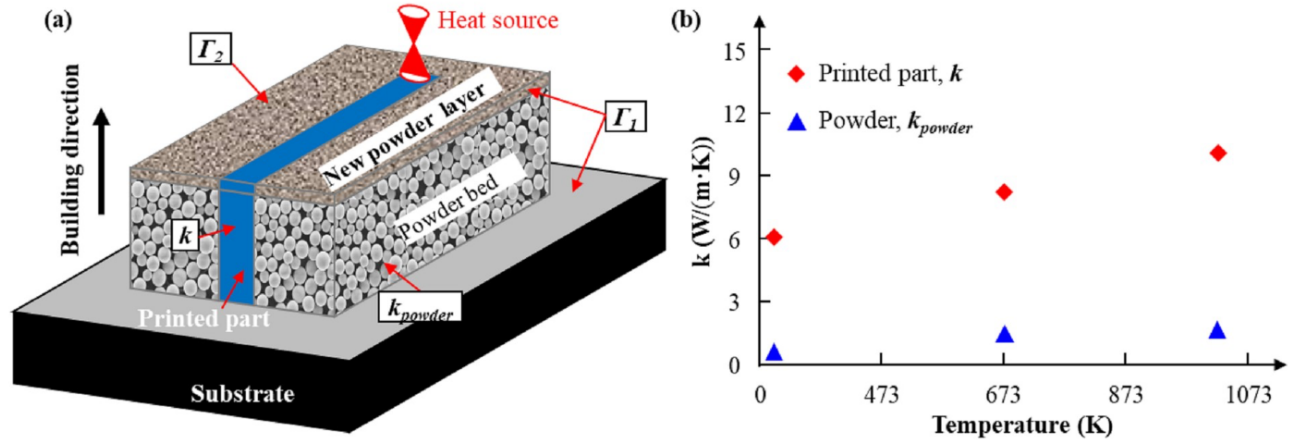 (a)
Heat source
Γ2
Γ1
Building direction
New powder layer
Powder bed
k
kpowder
Printed part
Substrate
(b)
k (W/(m·K))
15
12
9
6
3
0
Printed part, k
Powder, kpowder
0 473 673 873 1073
Temperature (K)